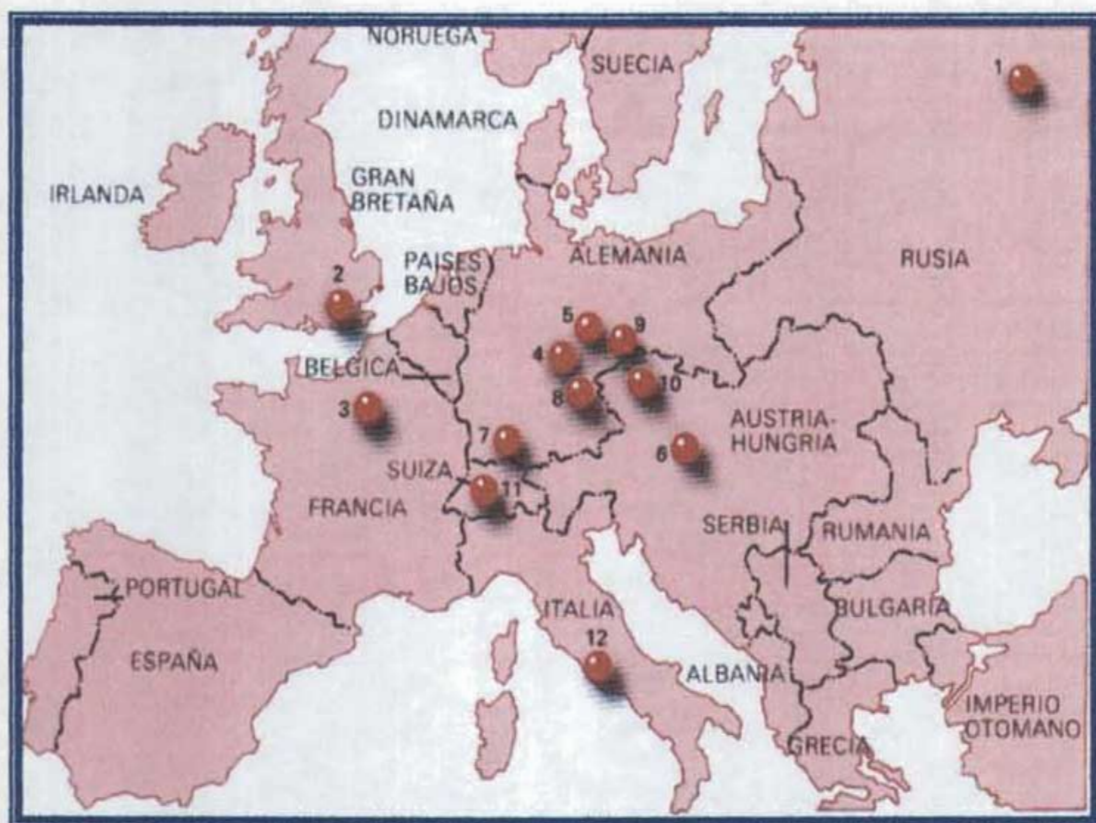 NORUEGA
SUECIA
1
DINAMARCA
IRLANDA
GRAN
BRETAÑA
ALEMANIA
RUSIA
PAISES
BAJOS
2
5
9
4
BELGICA
8
10
3
AUSTRIA-
HUNGRIA
7
6
SUIZA
11
FRANCIA
SERBIA
RUMANIA
PORTUGAL
ITALIA
BULGARIA
ESPAÑA
12
ALBANIA
IMPERIO
OTOMANO
GRECIA